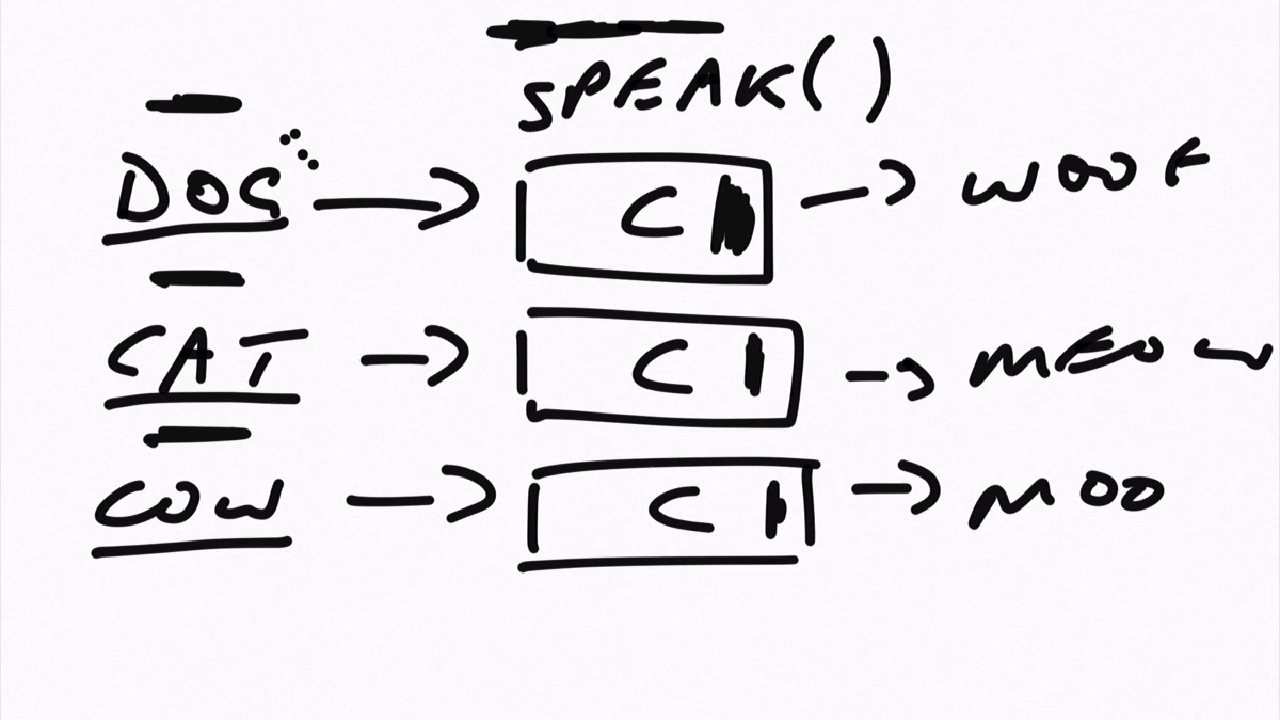 SPEAK()
DOG → C → WOOF
CAT → C → MEOW
COW → C → MOO